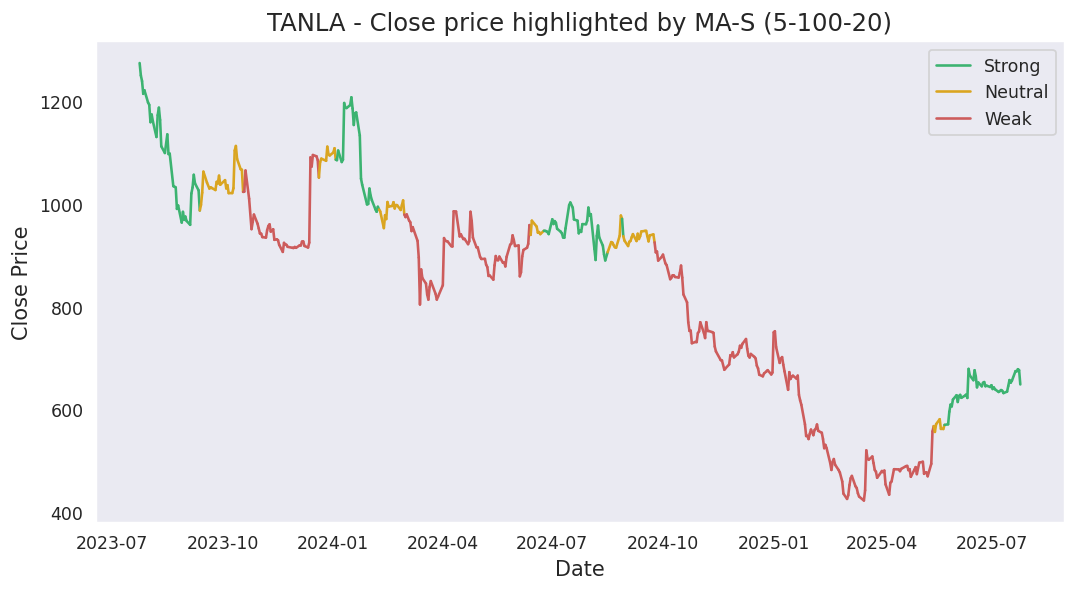 TANLA - Close price highlighted by MA-S (5-100-20)
Strong
Neutral
Weak
Close Price
1200
1000
800
600
400
2023-07 2023-10 2024-01 2024-04 2024-07 2024-10 2025-01 2025-04 2025-07
Date